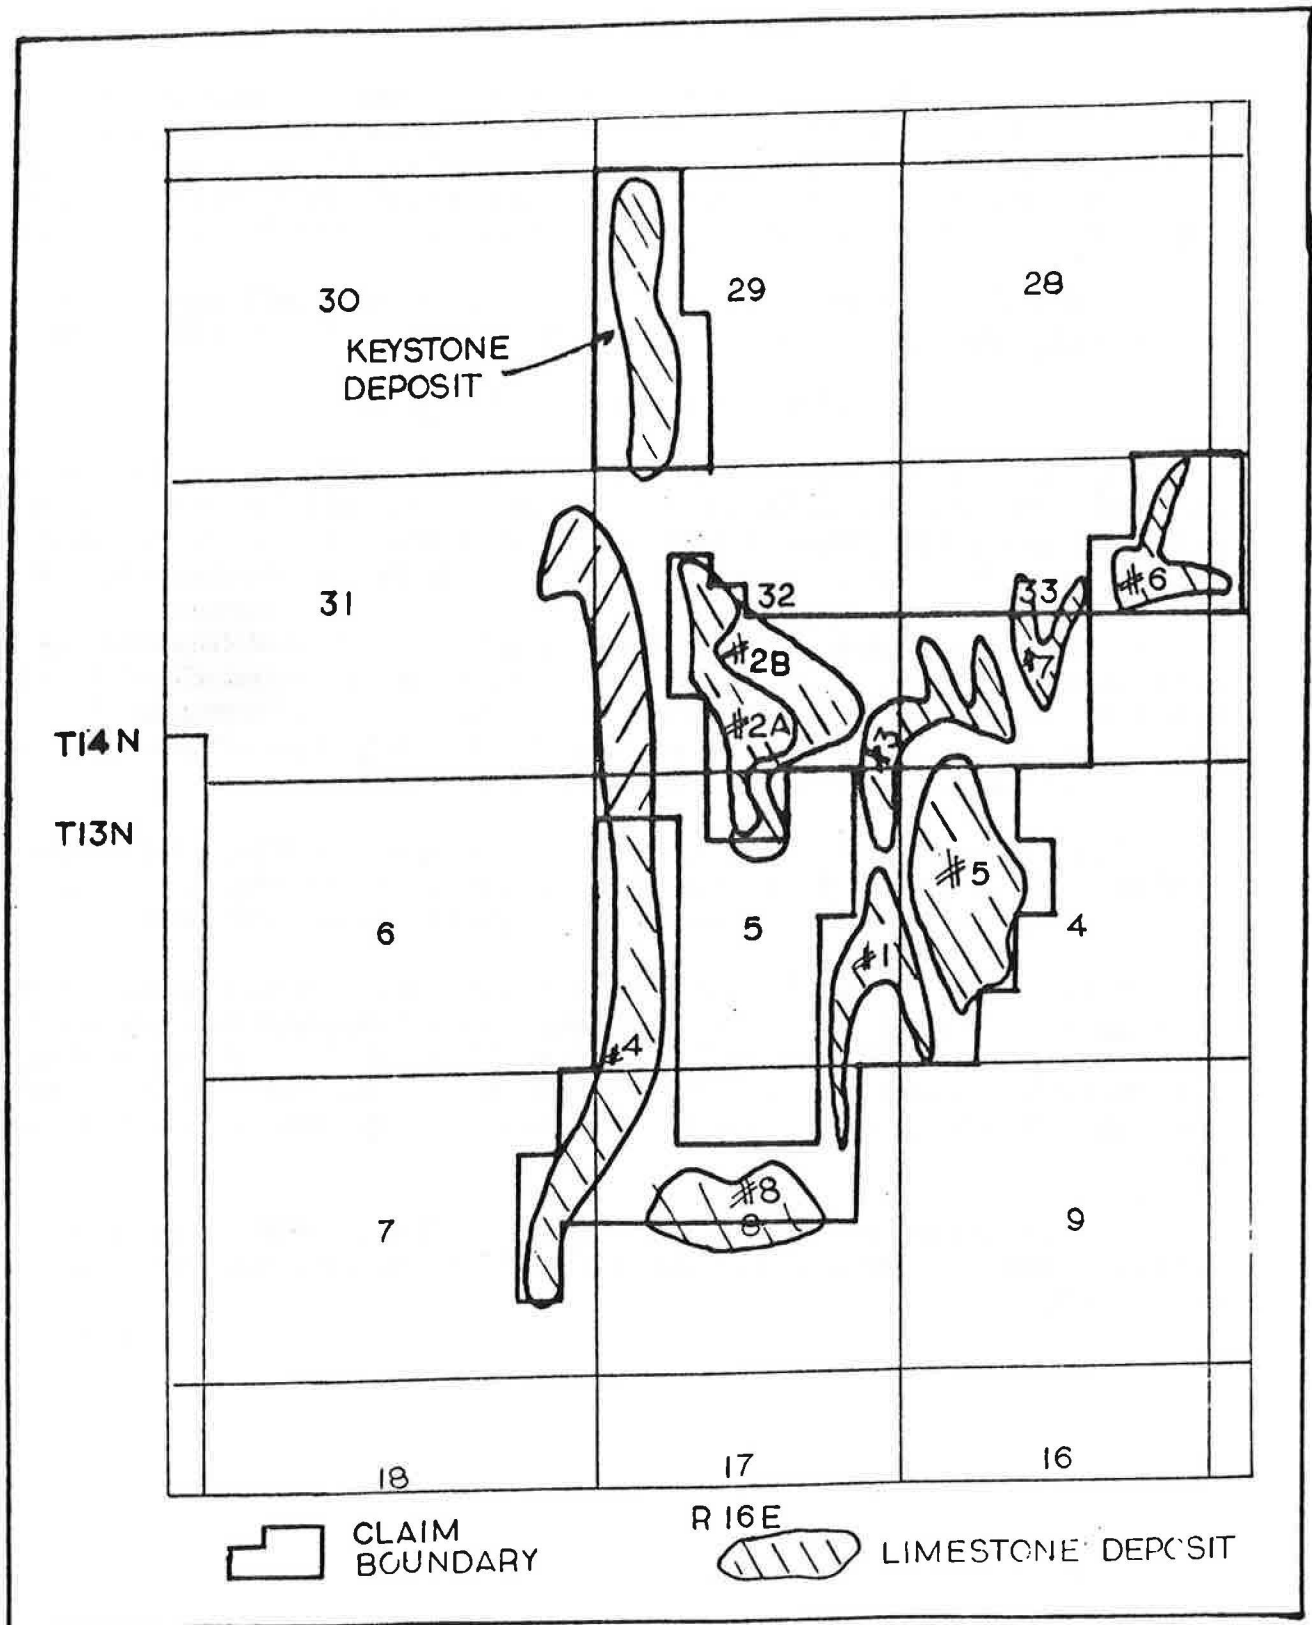 30
29
28
KEYSTONE
DEPOSIT
31
32
33
#6
#2B
#7
#2A
#3
T14N
T13N
6
5
4
#5
#1
#4
7
#8
8
9
18
17
16
R 16E
CLAIM
BOUNDARY
LIMESTONE DEPOSIT